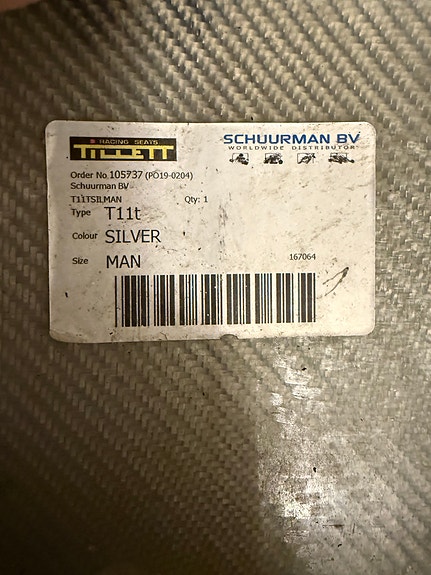 RACING SEATS
TILLETT
SCHUURMAN BV
WORLDWIDE DISTRIBUTOR
Order No. 105737 (PO19-0204)
Schuurman BV
T11TSILMAN Qty: 1
Type T11t
Colour SILVER
Size MAN 167064